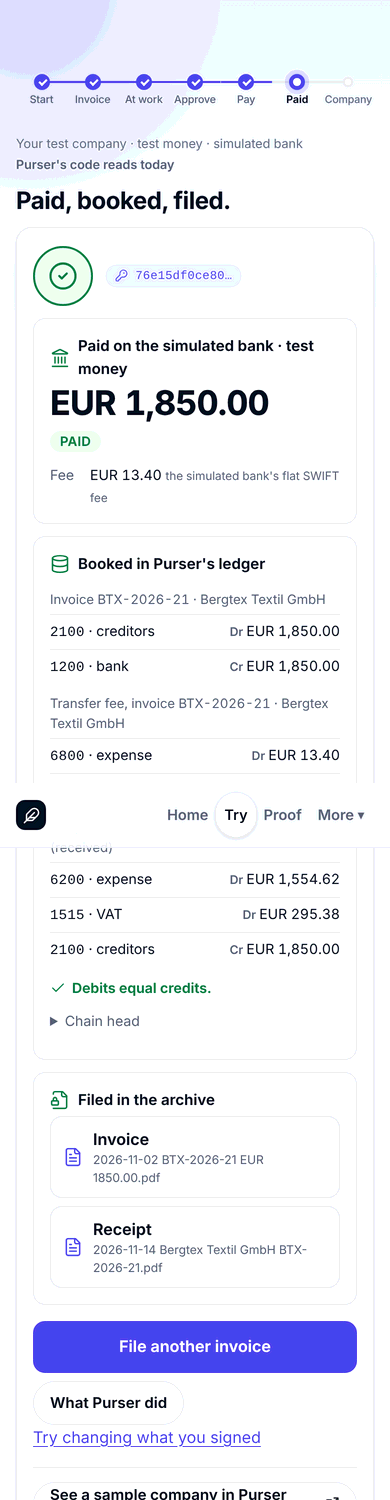 Start Invoice At work Approve Pay Paid Company
Your test company · test money · simulated bank
Purser's code reads today
Paid, booked, filed.
76e15df0ce80…
Paid on the simulated bank · test
money
EUR 1,850.00
PAID
Fee EUR 13.40 the simulated bank's flat SWIFT
fee
Booked in Purser's ledger
Invoice BTX-2026-21 · Bergtex Textil GmbH
2100 · creditors Dr EUR 1,850.00
1200 · bank Cr EUR 1,850.00
Transfer fee, invoice BTX-2026-21 · Bergtex
Textil GmbH
6800 · expense Dr EUR 13.40
Home Try Proof More ▾
(received)
6200 · expense Dr EUR 1,554.62
1515 · VAT Dr EUR 295.38
2100 · creditors Cr EUR 1,850.00
Debits equal credits.
Chain head
Filed in the archive
Invoice
2026-11-02 BTX-2026-21 EUR
1850.00.pdf
Receipt
2026-11-14 Bergtex Textil GmbH BTX-
2026-21.pdf
File another invoice
What Purser did
Try changing what you signed
See a sample company in Purser